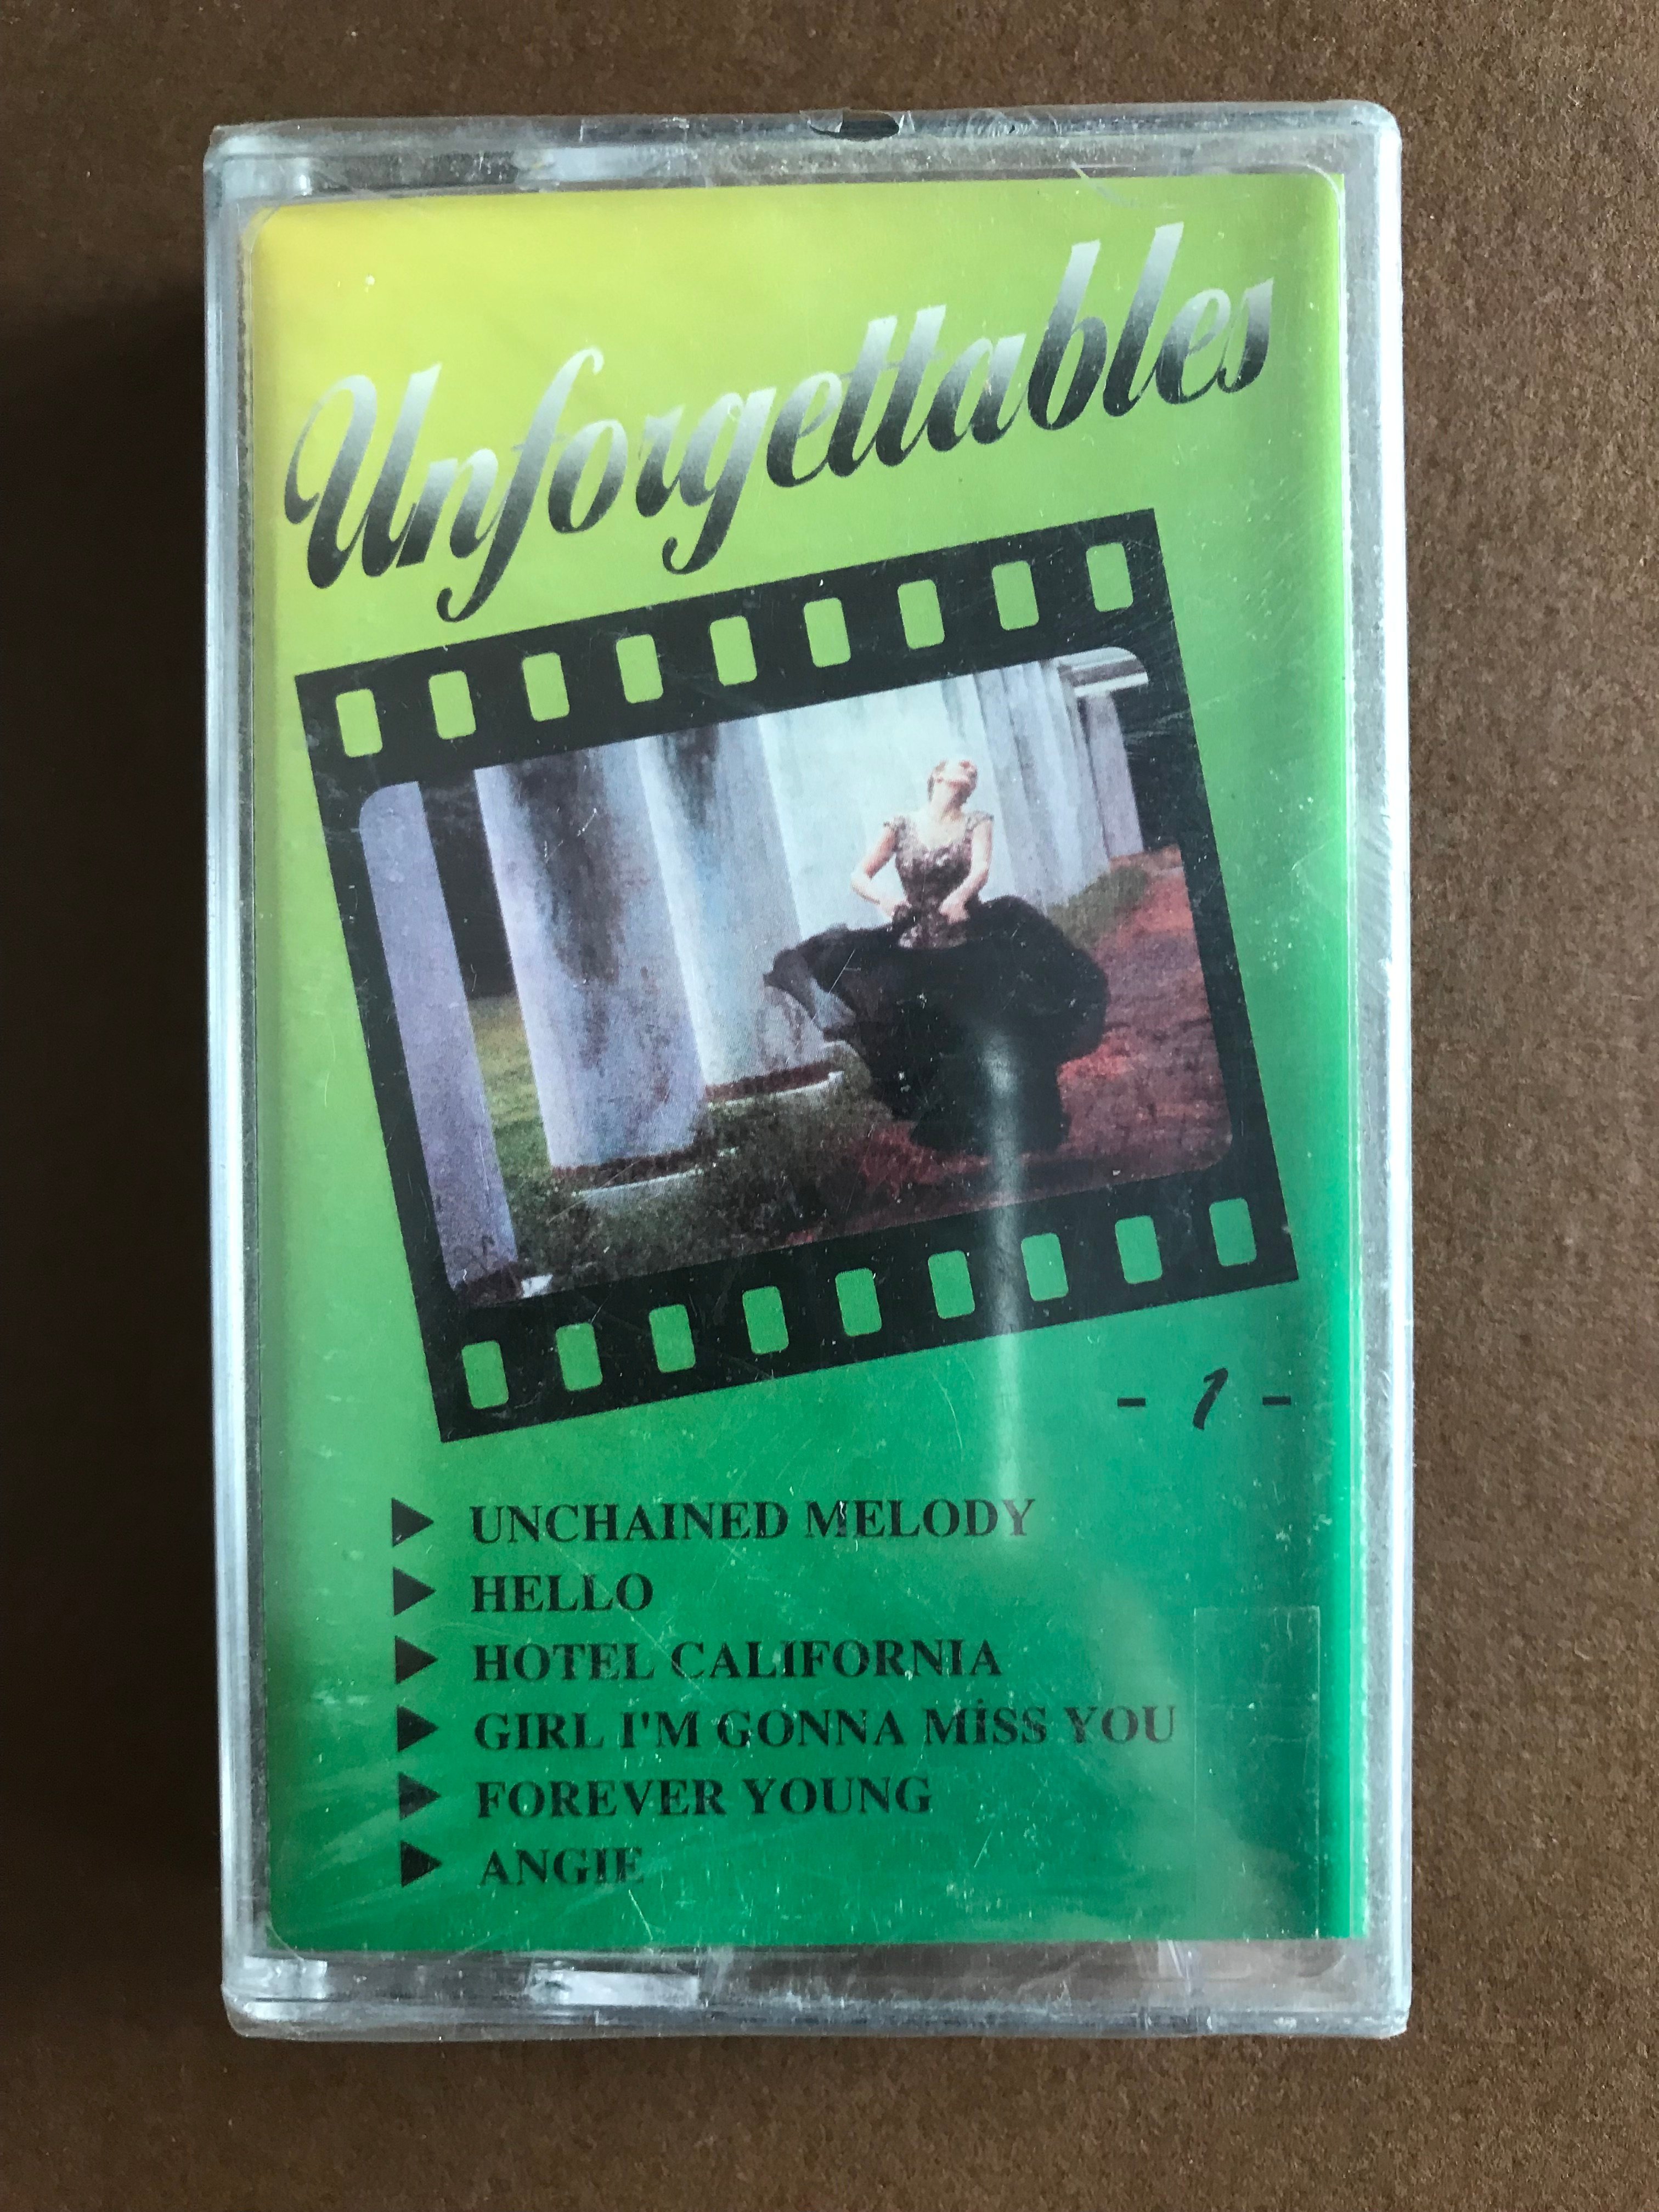 Unforgettables
- 1 -
UNCHAINED MELODY
HELLO
HOTEL CALIFORNIA
GIRL I'M GONNA MİSS YOU
FOREVER YOUNG
ANGIE